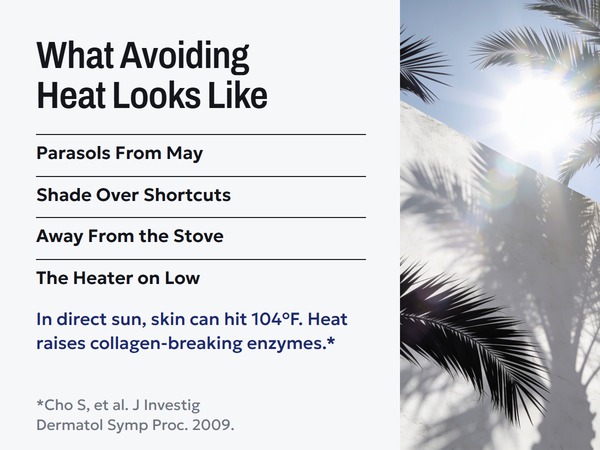 What Avoiding
Heat Looks Like
Parasols From May
Shade Over Shortcuts
Away From the Stove
The Heater on Low
In direct sun, skin can hit 104ºF. Heat
raises collagen-breaking enzymes.*
*Cho S, et al. J Investig
Dermatol Symp Proc. 2009.